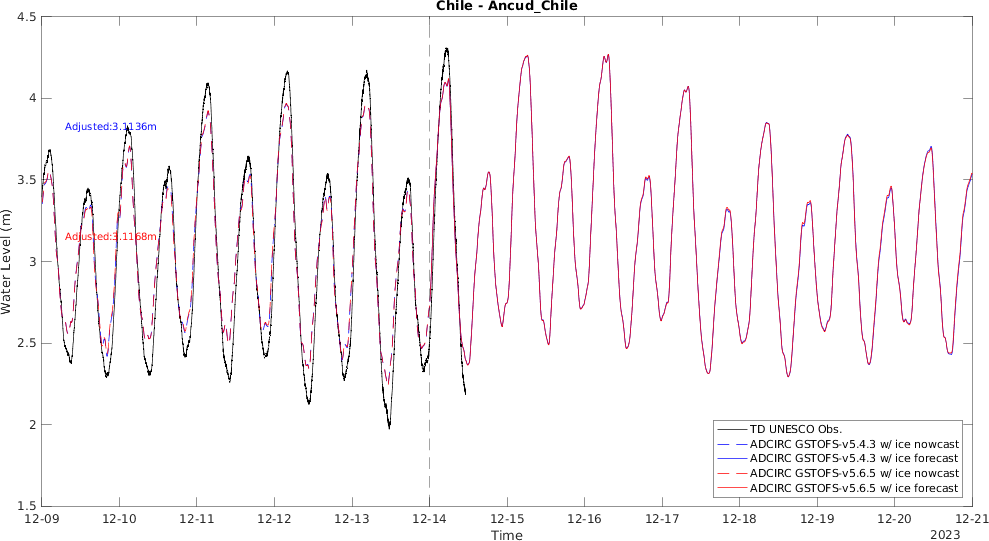 Chile - Ancud_Chile
4.5
4
3.5
3
2.5
2
1.5
Water Level (m)
Adjusted:3.1136m
Adjusted:3.1168m
TD UNESCO Obs.
ADCIRC GSTOFS-v5.4.3 w/ ice nowcast
ADCIRC GSTOFS-v5.4.3 w/ ice forecast
ADCIRC GSTOFS-v5.6.5 w/ ice nowcast
ADCIRC GSTOFS-v5.6.5 w/ ice forecast
12-09 12-10 12-11 12-12 12-13 12-14 12-15 12-16 12-17 12-18 12-19 12-20 12-21
Time
2023